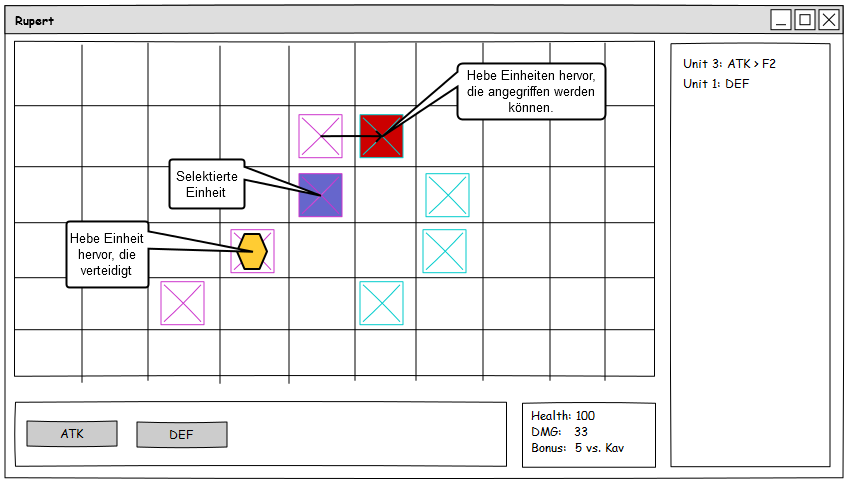 Rupert
Hebe Einheiten hervor,
die angegriffen werden
können.
Selektierte
Einheit
Hebe Einheit
hervor, die
verteidigt
Unit 3: ATK > F2
Unit 1: DEF
ATK
DEF
Health: 100
DMG: 33
Bonus: 5 vs. Kav